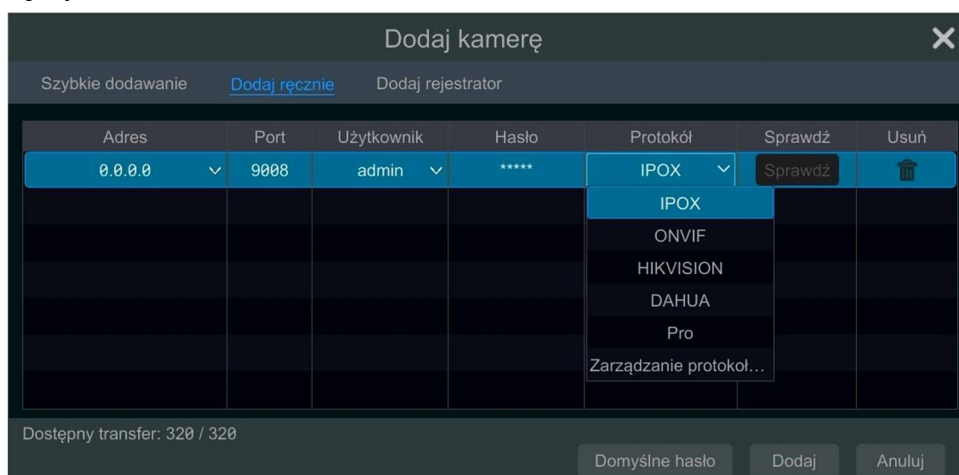 Dodaj kamerę
Szybkie dodawanie Dodaj ręcznie Dodaj rejestrator
Adres Port Użytkownik Hasło Protokół Sprawdź Usuń
0.0.0.0 9008 admin ***** IPOX Sprawdź
IPOX
ONVIF
HIKVISION
DAHUA
Pro
Zarządzanie protokoł...
Dostępny transfer: 320 / 320
Domyślne hasło Dodaj Anuluj